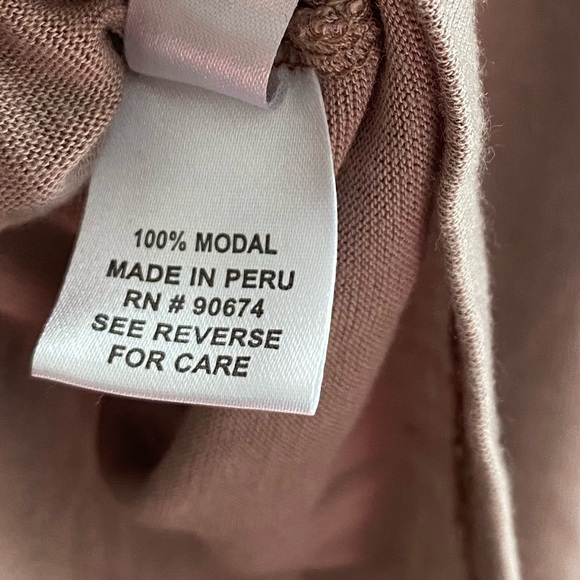 100% MODAL
MADE IN PERU
RN # 90674
SEE REVERSE
FOR CARE